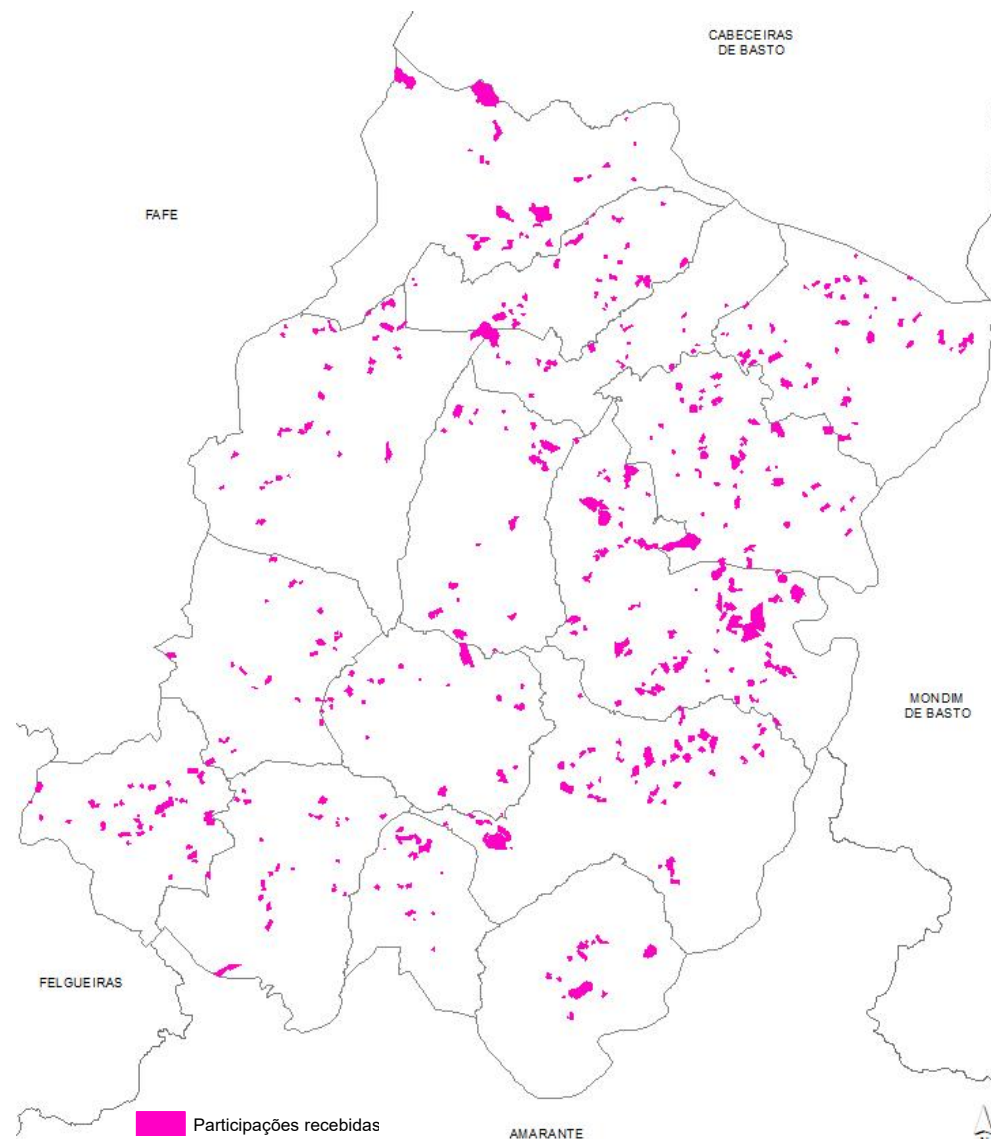 CABECEIRAS
DE BASTO
FAFE
MONDIM
DE BASTO
FELGUEIRAS
Participações recebidas
AMARANTE